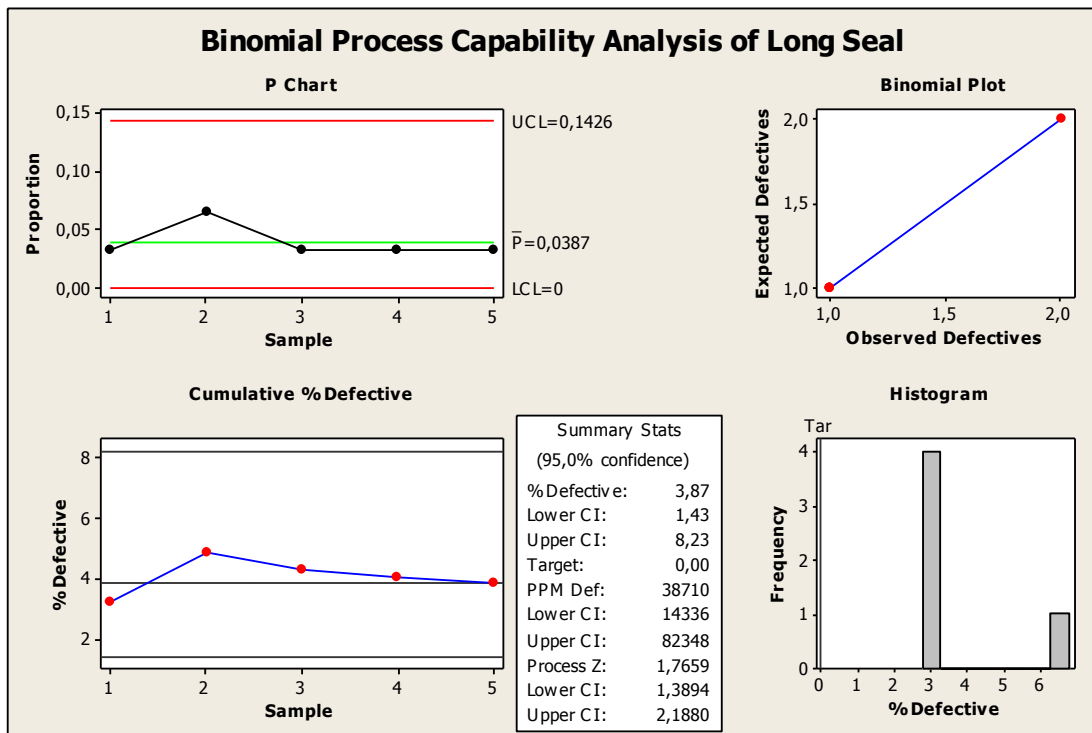 Binomial Process Capability Analysis of Long Seal
P Chart
Proportion
0,15
0,10
0,05
0,00
1 2 3 4 5
Sample
UCL=0,1426
P̅=0,0387
LCL=0
Binomial Plot
Expected Defectives
2,0
1,5
1,0
1,0 1,5 2,0
Observed Defectives
Cumulative %Defective
%Defective
8
6
4
2
1 2 3 4 5
Sample
Summary Stats
(95,0% confidence)
%Defective: 3,87
Lower CI: 1,43
Upper CI: 8,23
Target: 0,00
PPM Def: 38710
Lower CI: 14336
Upper CI: 82348
Process Z: 1,7659
Lower CI: 1,3894
Upper CI: 2,1880
Histogram
Tar
Frequency
4
3
2
1
0
0 1 2 3 4 5 6
%Defective